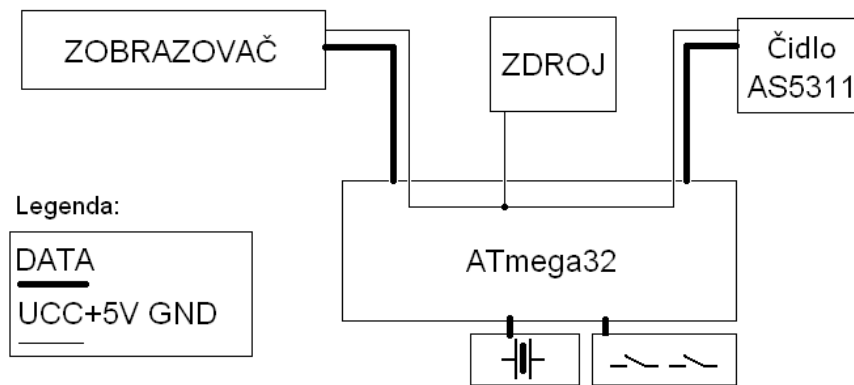 ZOBRAZOVAČ
ZDROJ
Čidlo
AS5311
Legenda:
DATA
UCC+5V GND
ATmega32